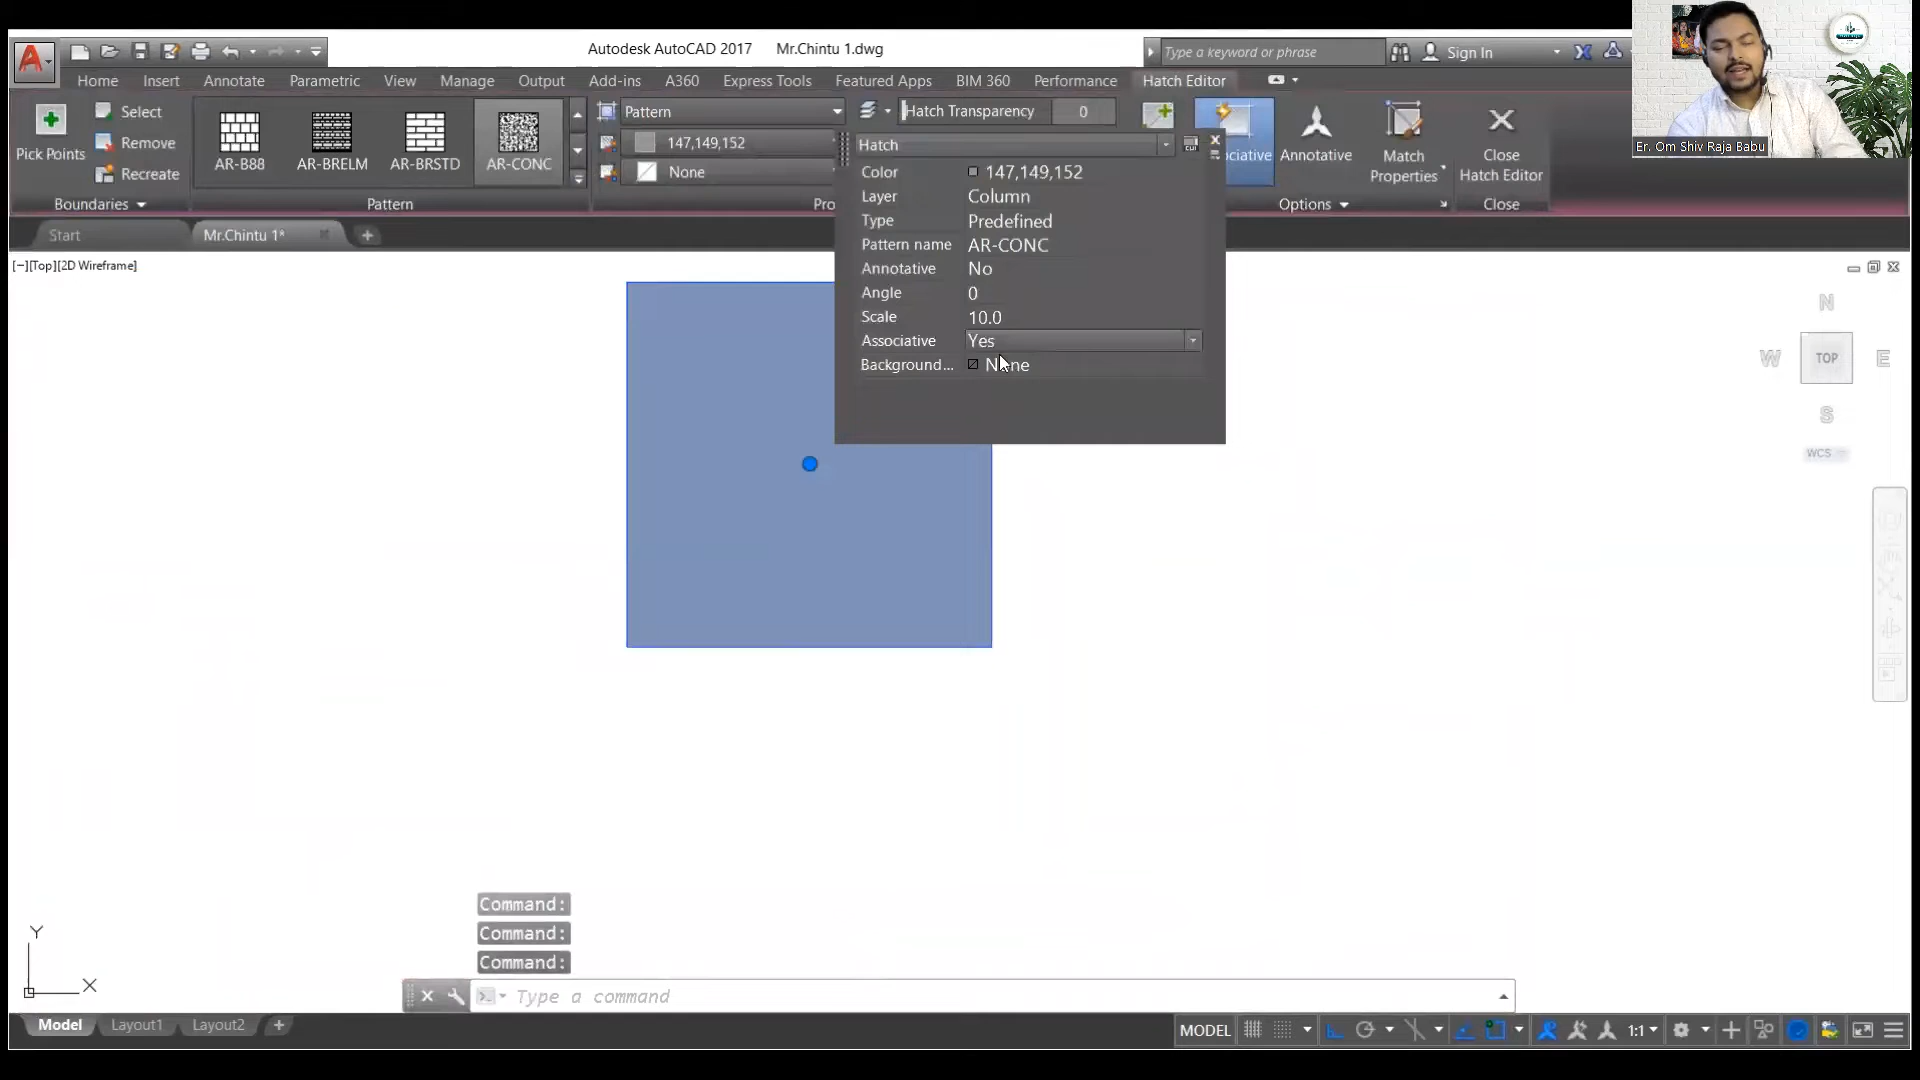 Autodesk AutoCAD 2017 Mr.Chintu 1.dwg
Type a keyword or phrase
Sign In
Home Insert Annotate Parametric View Manage Output Add-ins A360 Express Tools Featured Apps BIM 360 Performance Hatch Editor
Pick Points
Select
Remove
Recreate
Boundaries
AR-B88
AR-BRELM
AR-BRSTD
AR-CONC
Pattern
Pattern
147,149,152
None
Hatch Transparency 0
Pro
Annotative
Match
Properties
Options
Close
Hatch Editor
Close
Er. Om Shiv Raja Babu
Start
Mr.Chintu 1*
[−][Top][2D Wireframe]
Hatch
Color 147,149,152
Layer Column
Type Predefined
Pattern name AR-CONC
Annotative No
Angle 0
Scale 10.0
Associative Yes
Background... None
N
W
TOP
E
S
WCS
Command:
Command:
Command:
Type a command
Y
X
Model
Layout1
Layout2
MODEL
1:1